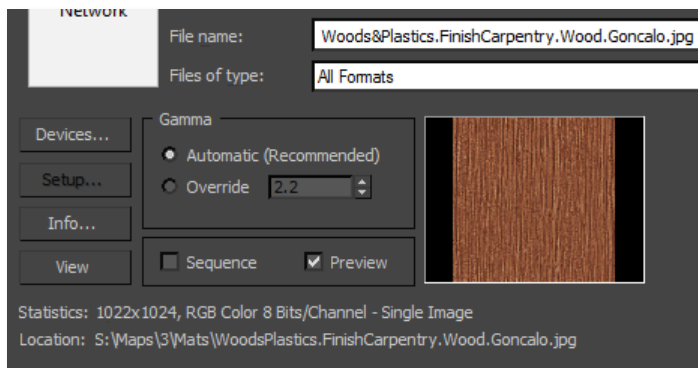 Network
File name:
Woods&Plastics.FinishCarpentry.Wood.Goncalo.jpg
Files of type:
All Formats
Devices...
Setup...
Info...
View
Gamma
Automatic (Recommended)
Override 2.2
Sequence Preview
Statistics: 1022x1024, RGB Color 8 Bits/Channel - Single Image
Location: S:\Maps\3\Mats\WoodsPlastics.FinishCarpentry.Wood.Goncalo.jpg